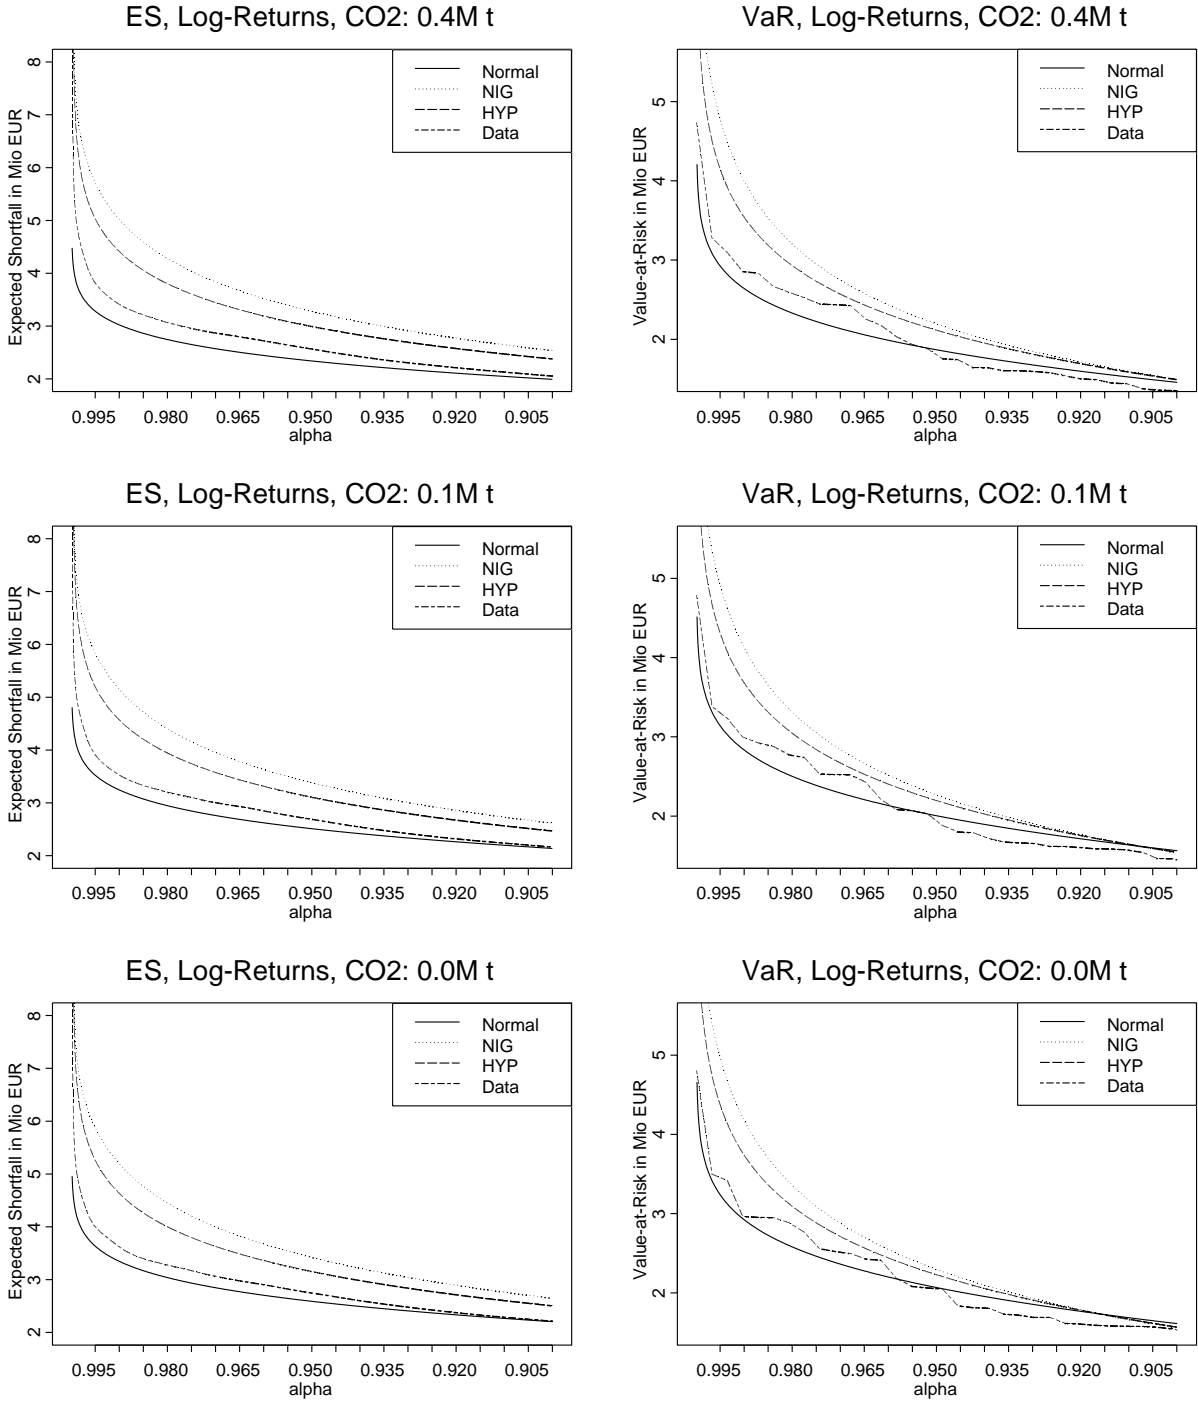 ES, Log-Returns, CO2: 0.4M t
Expected Shortfall in Mio EUR
8
7
6
5
4
3
2
Normal
NIG
HYP
Data
0.995 0.980 0.965 0.950 0.935 0.920 0.905
alpha
VaR, Log-Returns, CO2: 0.4M t
Value-at-Risk in Mio EUR
5
4
3
2
Normal
NIG
HYP
Data
0.995 0.980 0.965 0.950 0.935 0.920 0.905
alpha
ES, Log-Returns, CO2: 0.1M t
Expected Shortfall in Mio EUR
8
7
6
5
4
3
2
Normal
NIG
HYP
Data
0.995 0.980 0.965 0.950 0.935 0.920 0.905
alpha
VaR, Log-Returns, CO2: 0.1M t
Value-at-Risk in Mio EUR
5
4
3
2
Normal
NIG
HYP
Data
0.995 0.980 0.965 0.950 0.935 0.920 0.905
alpha
ES, Log-Returns, CO2: 0.0M t
Expected Shortfall in Mio EUR
8
7
6
5
4
3
2
Normal
NIG
HYP
Data
0.995 0.980 0.965 0.950 0.935 0.920 0.905
alpha
VaR, Log-Returns, CO2: 0.0M t
Value-at-Risk in Mio EUR
5
4
3
2
Normal
NIG
HYP
Data
0.995 0.980 0.965 0.950 0.935 0.920 0.905
alpha